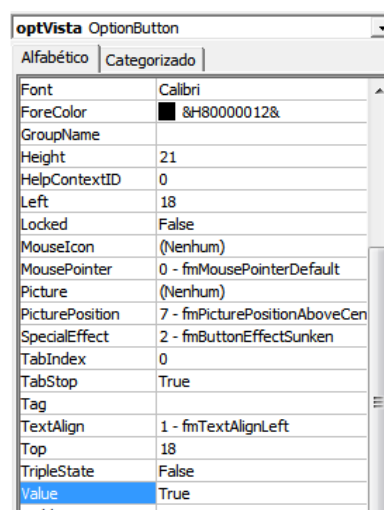 optVista OptionButton
Alfabético Categorizado
Font Calibri
ForeColor &H80000012&
GroupName
Height 21
HelpContextID 0
Left 18
Locked False
MouseIcon (Nenhum)
MousePointer 0 - fmMousePointerDefault
Picture (Nenhum)
PicturePosition 7 - fmPicturePositionAboveCen
SpecialEffect 2 - fmButtonEffectSunken
TabIndex 0
TabStop True
Tag
TextAlign 1 - fmTextAlignLeft
Top 18
TripleState False
Value True